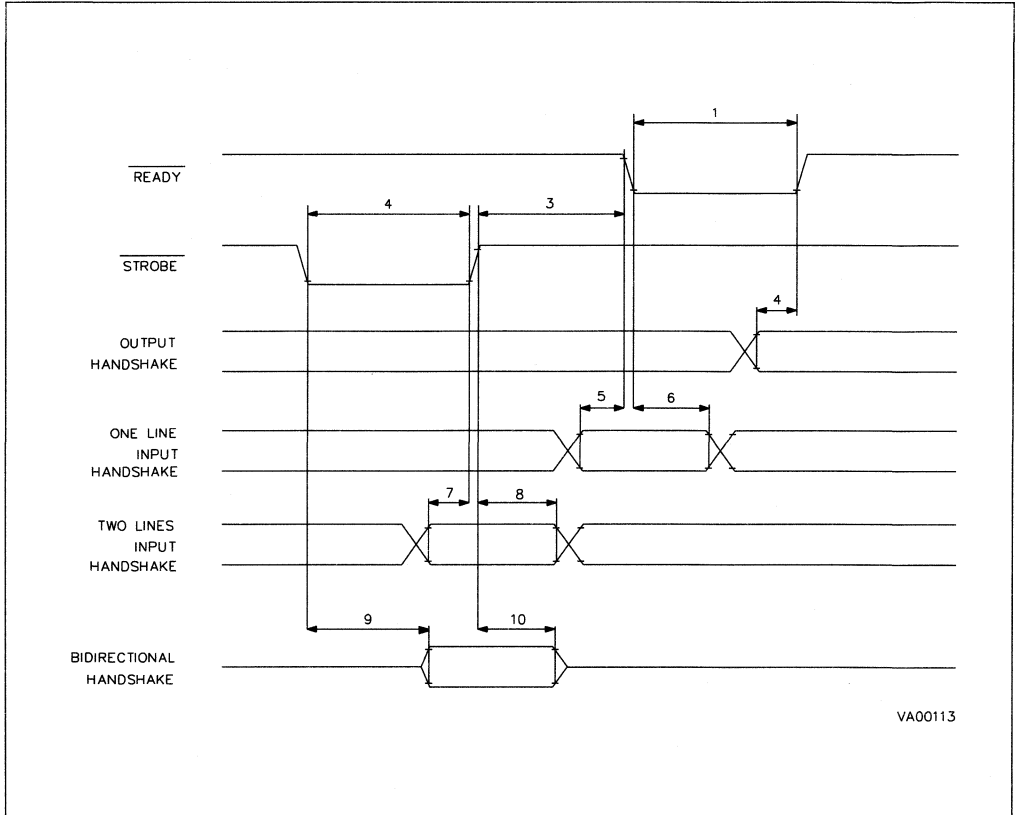 1
READY
4
3
STROBE
4
OUTPUT
HANDSHAKE
5
6
ONE LINE
INPUT
HANDSHAKE
7
8
TWO LINES
INPUT
HANDSHAKE
9
10
BIDIRECTIONAL
HANDSHAKE
VA00113